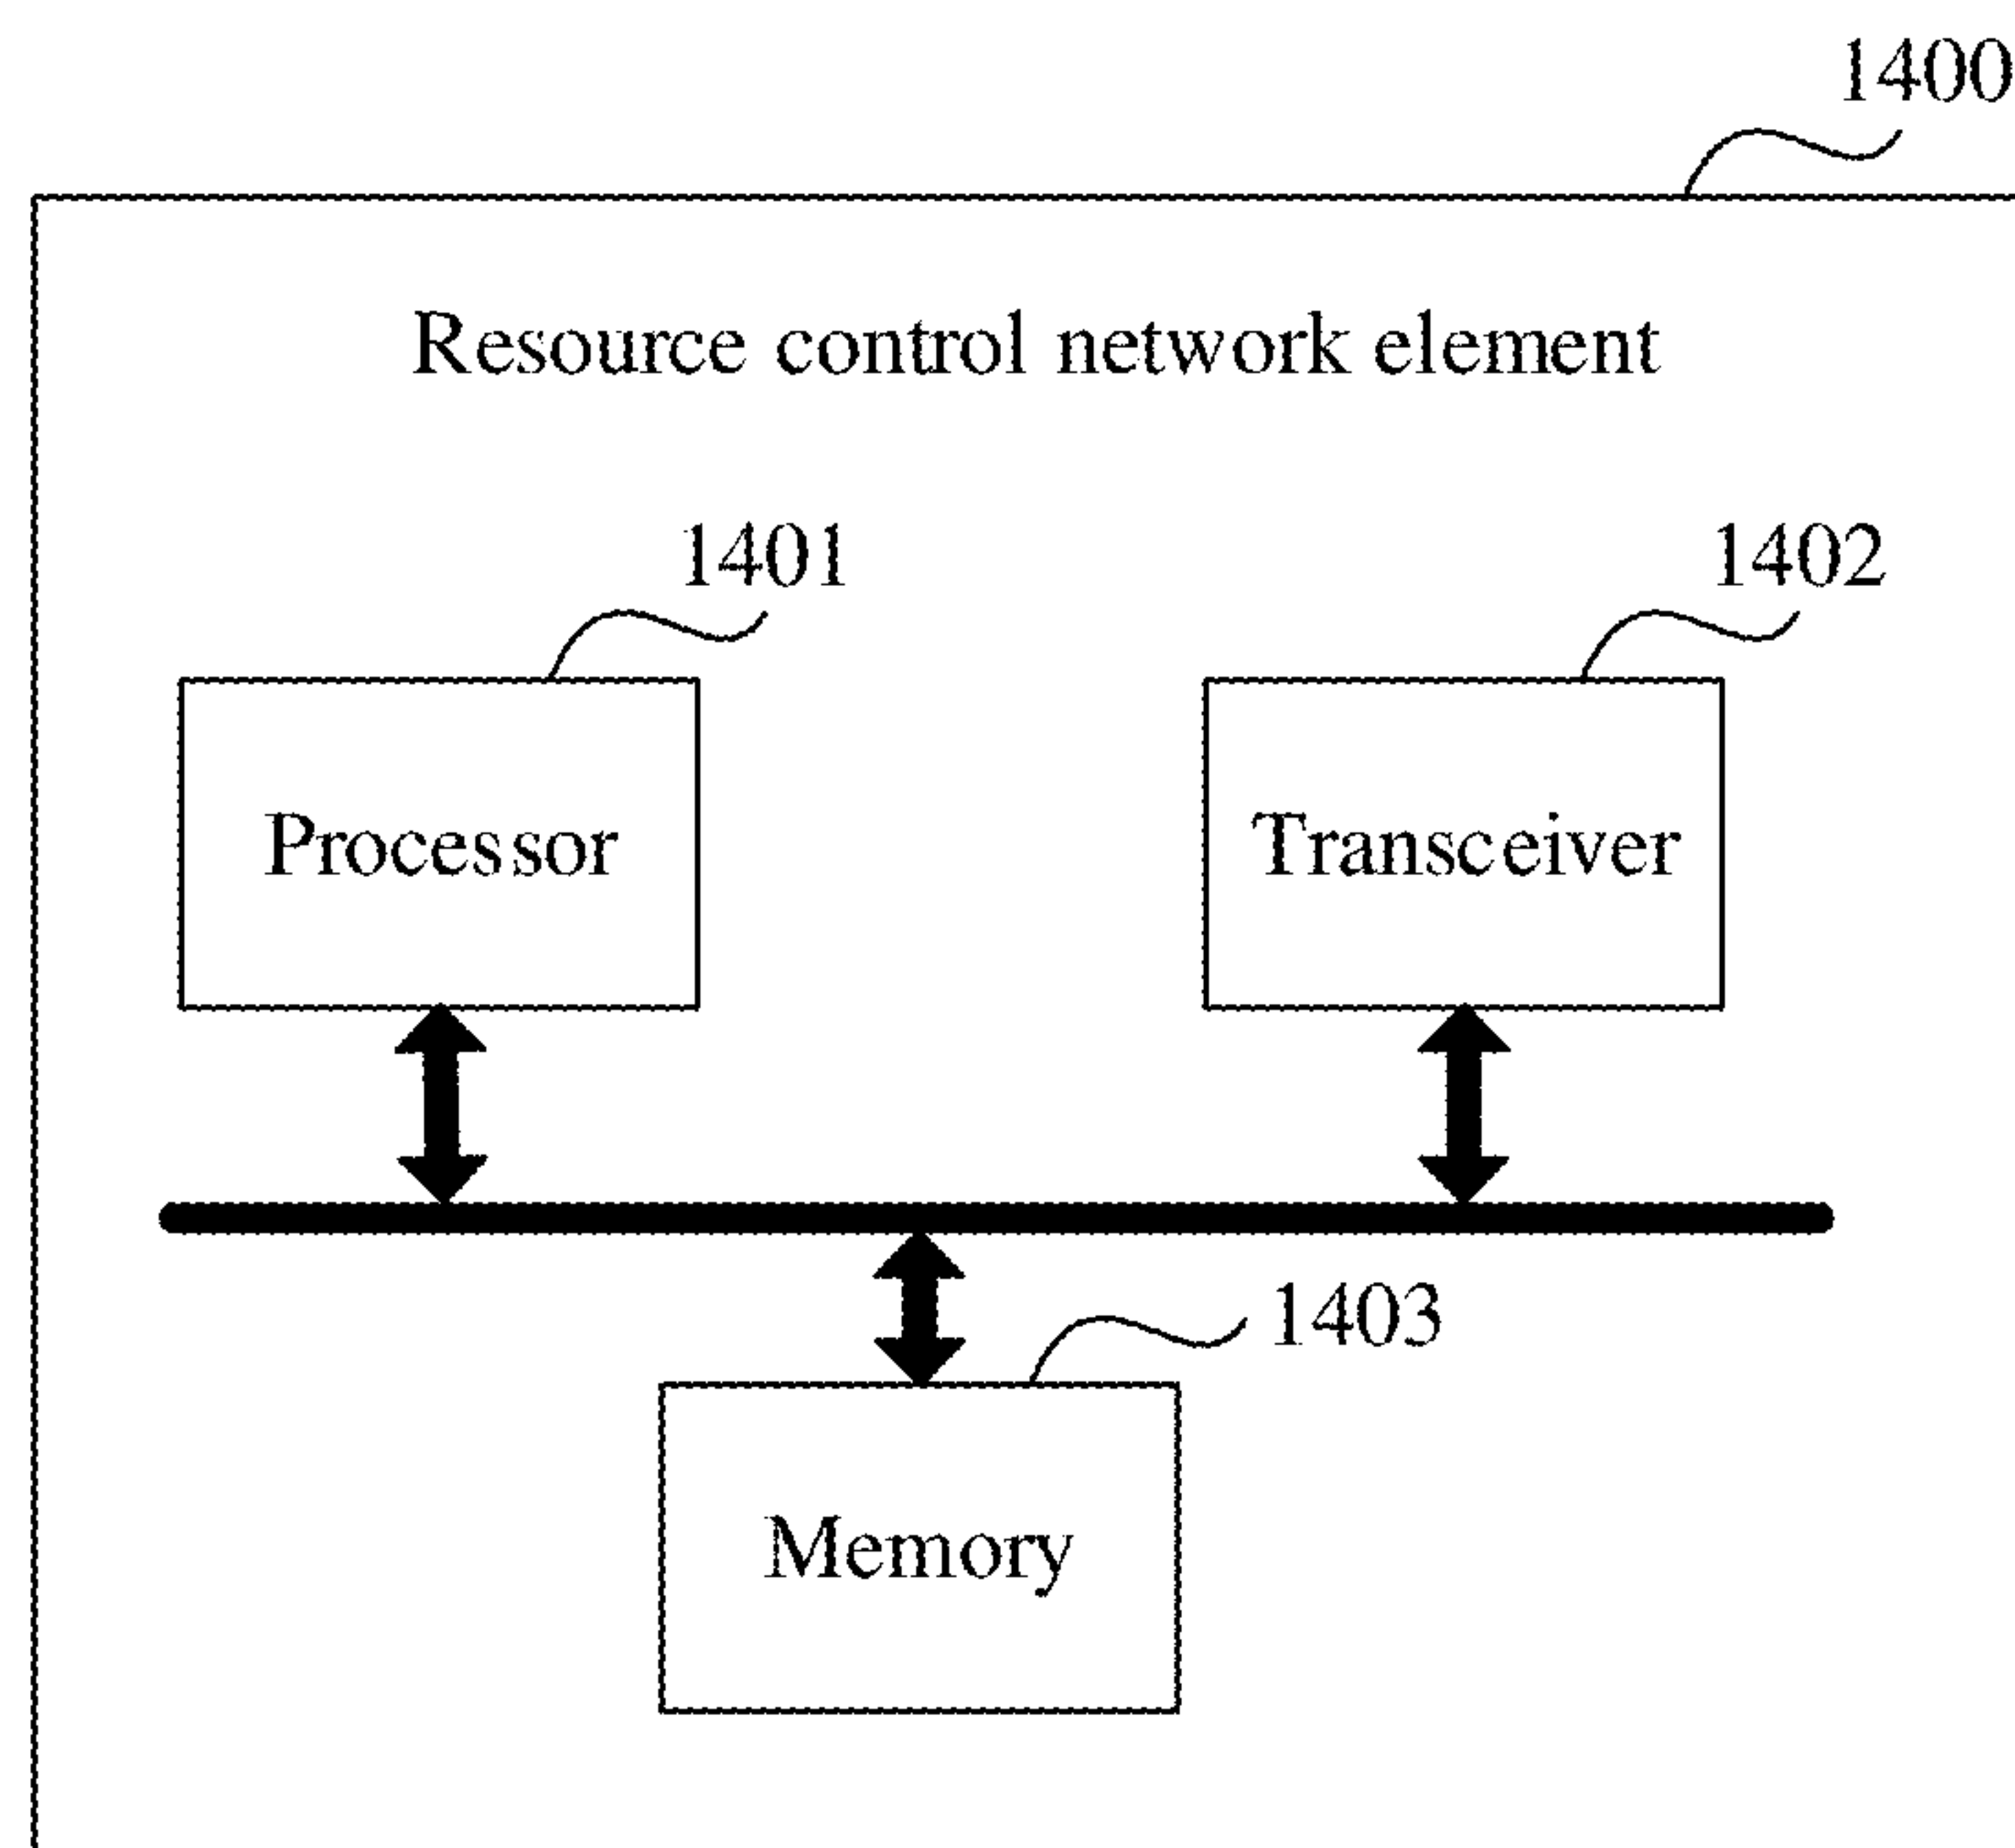 1400
Resource control network element
1401
1402
Processor
Transceiver
1403
Memory